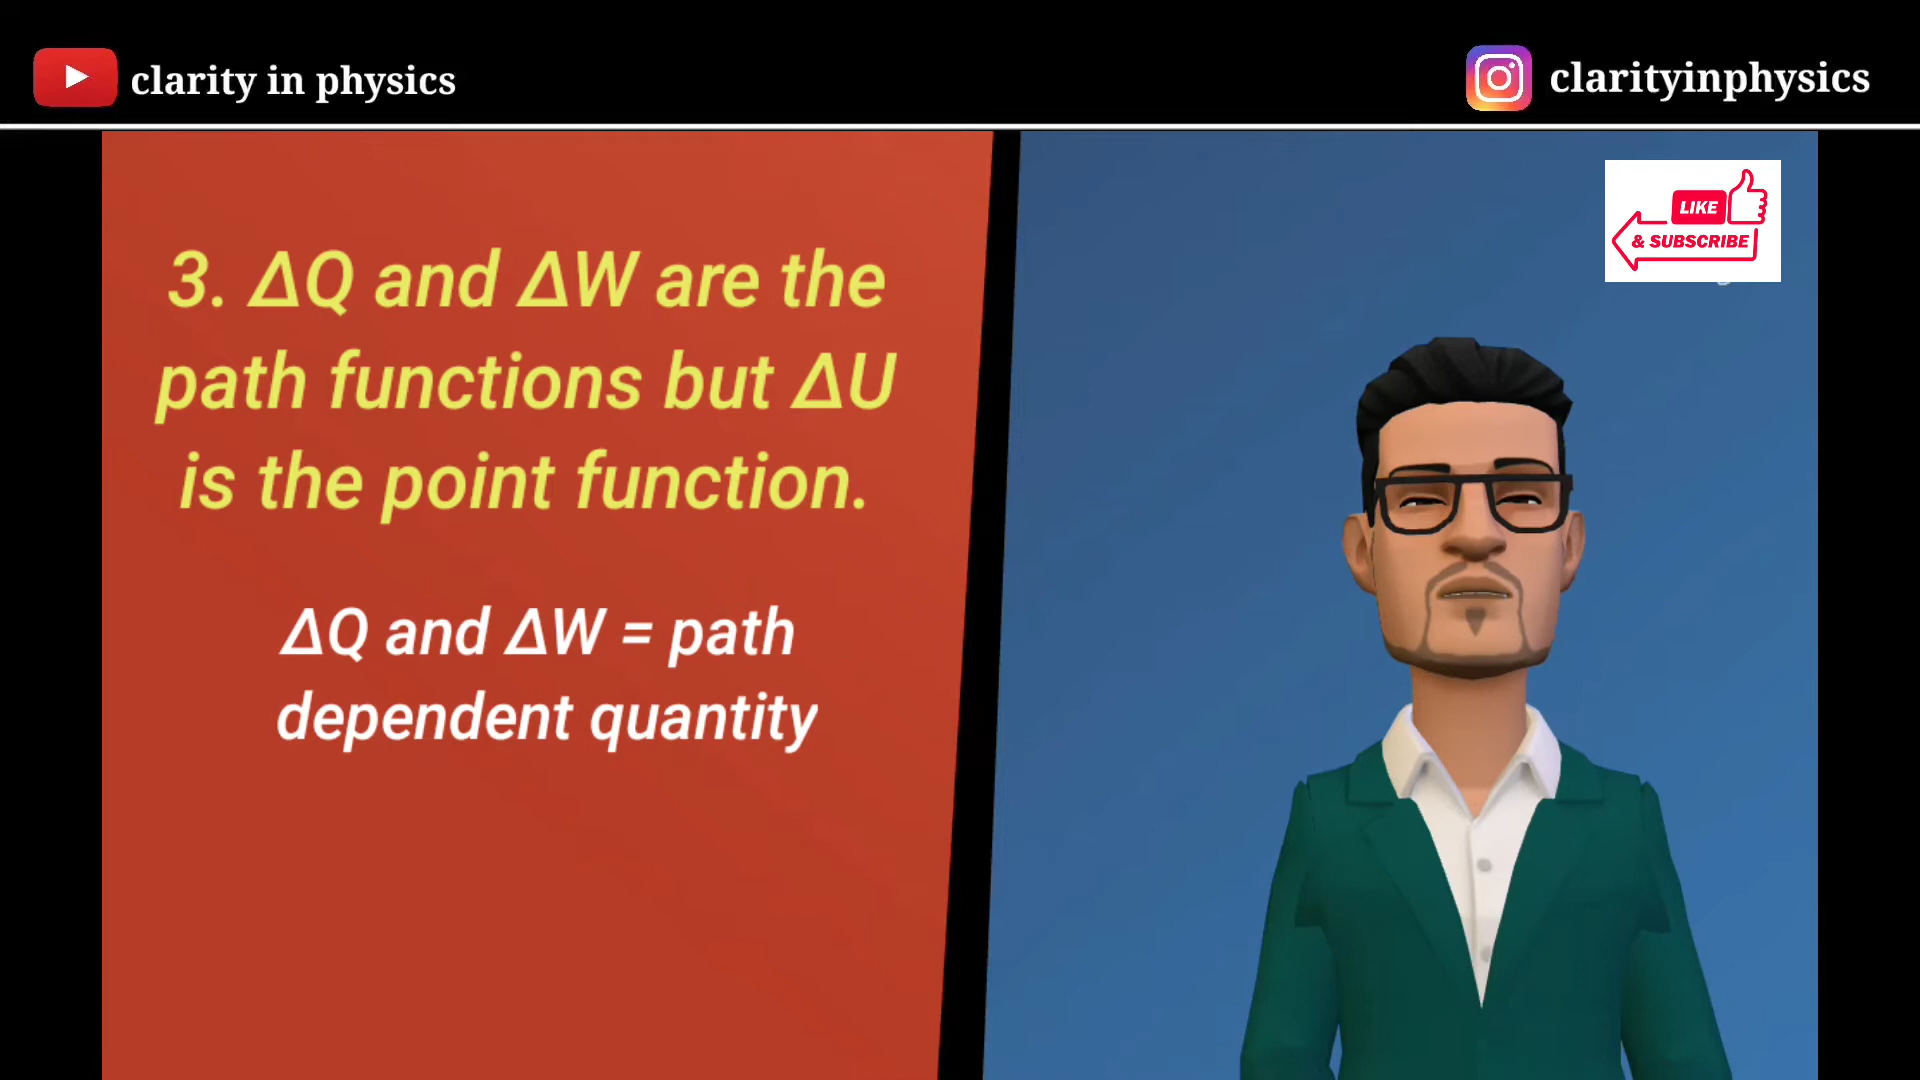 clarity in physics
clarityinphysics
LIKE
& SUBSCRIBE
3. ΔQ and ΔW are the
path functions but ΔU
is the point function.
ΔQ and ΔW = path
dependent quantity